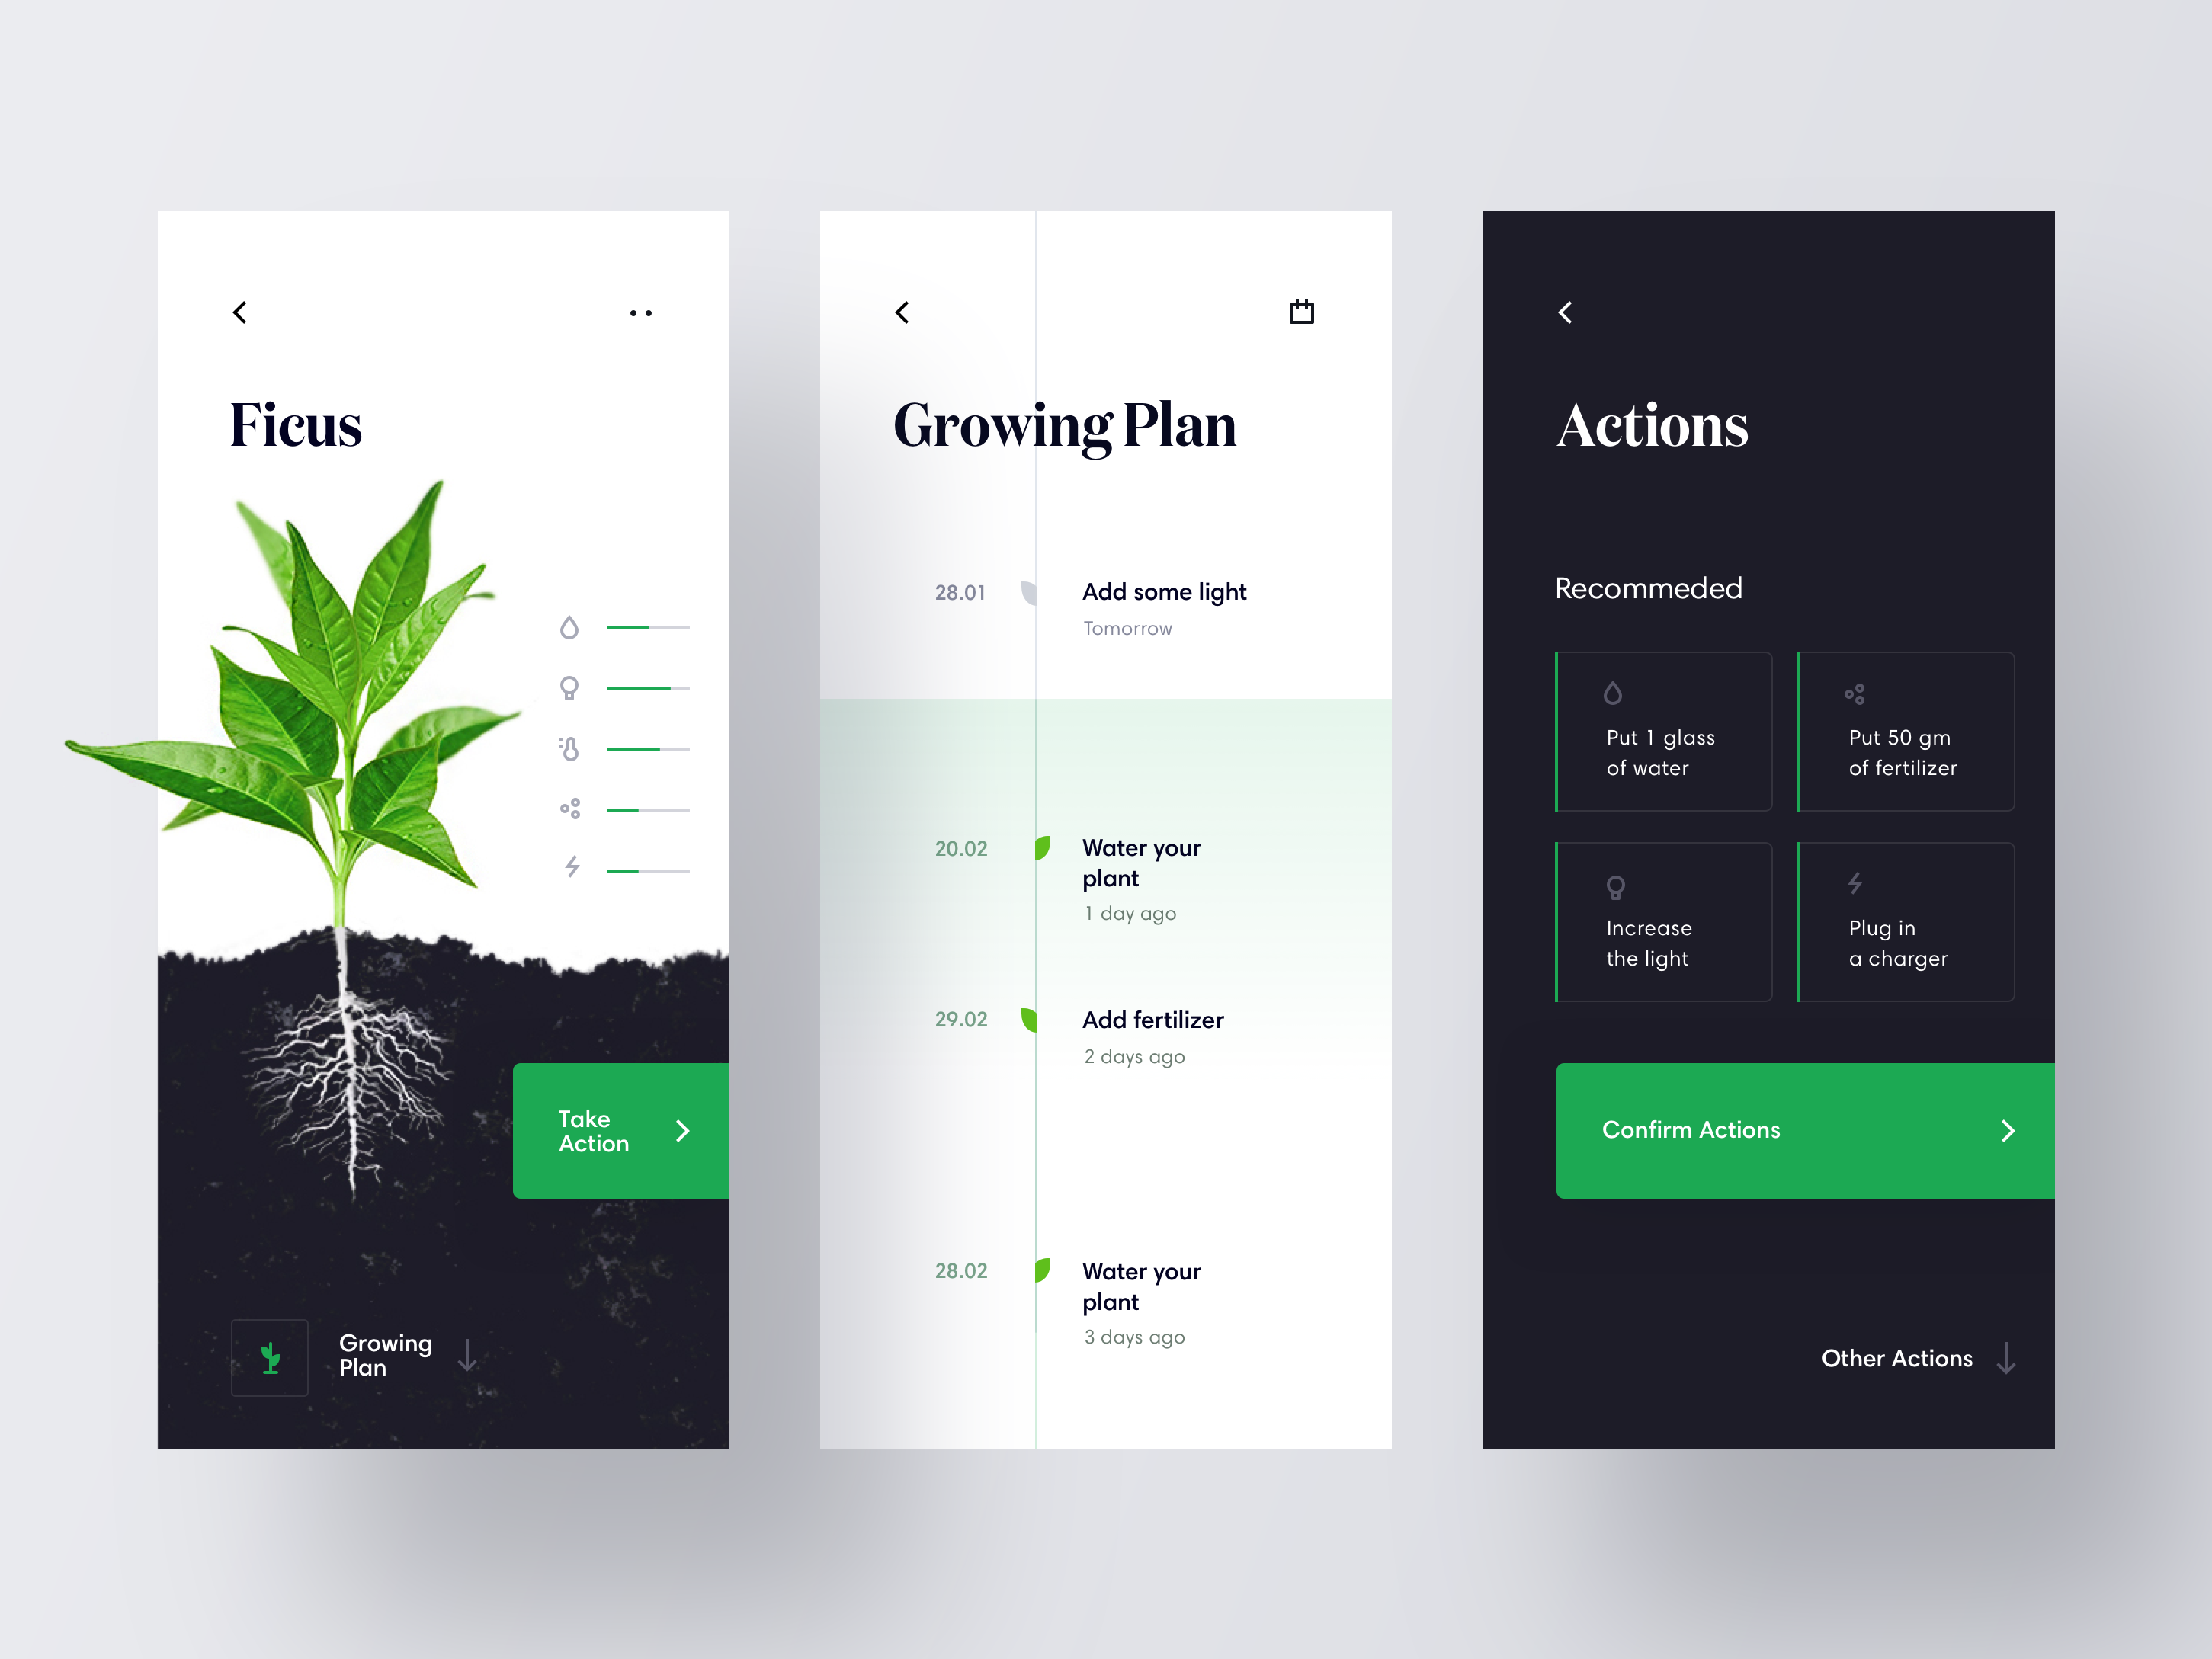 Ficus
Take
Action
Growing
Plan
Growing Plan
28.01
Add some light
Tomorrow
20.02
Water your
plant
1 day ago
29.02
Add fertilizer
2 days ago
28.02
Water your
plant
3 days ago
Actions
Recommeded
Put 1 glass
of water
Put 50 gm
of fertilizer
Increase
the light
Plug in
a charger
Confirm Actions
Other Actions